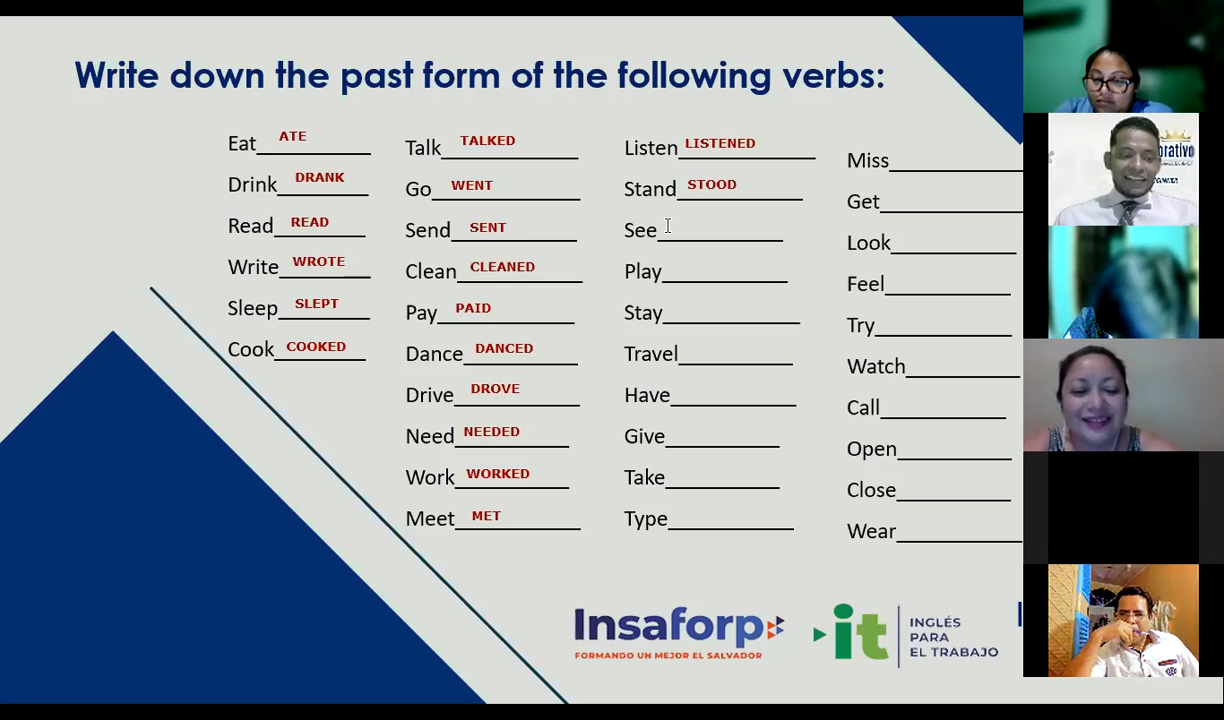 Write down the past form of the following verbs:
Eat ATE
Drink DRANK
Read READ
Write WROTE
Sleep SLEPT
Cook COOKED
Talk TALKED
Go WENT
Send SENT
Clean CLEANED
Pay PAID
Dance DANCED
Drive DROVE
Need NEEDED
Work WORKED
Meet MET
Listen LISTENED
Stand STOOD
See
Play
Stay
Travel
Have
Give
Take
Type
Miss
Get
Look
Feel
Try
Watch
Call
Open
Close
Wear
Insaforp
FORMANDO UN MEJOR EL SALVADOR
it
INGLÉS
PARA
EL TRABAJO
orativo